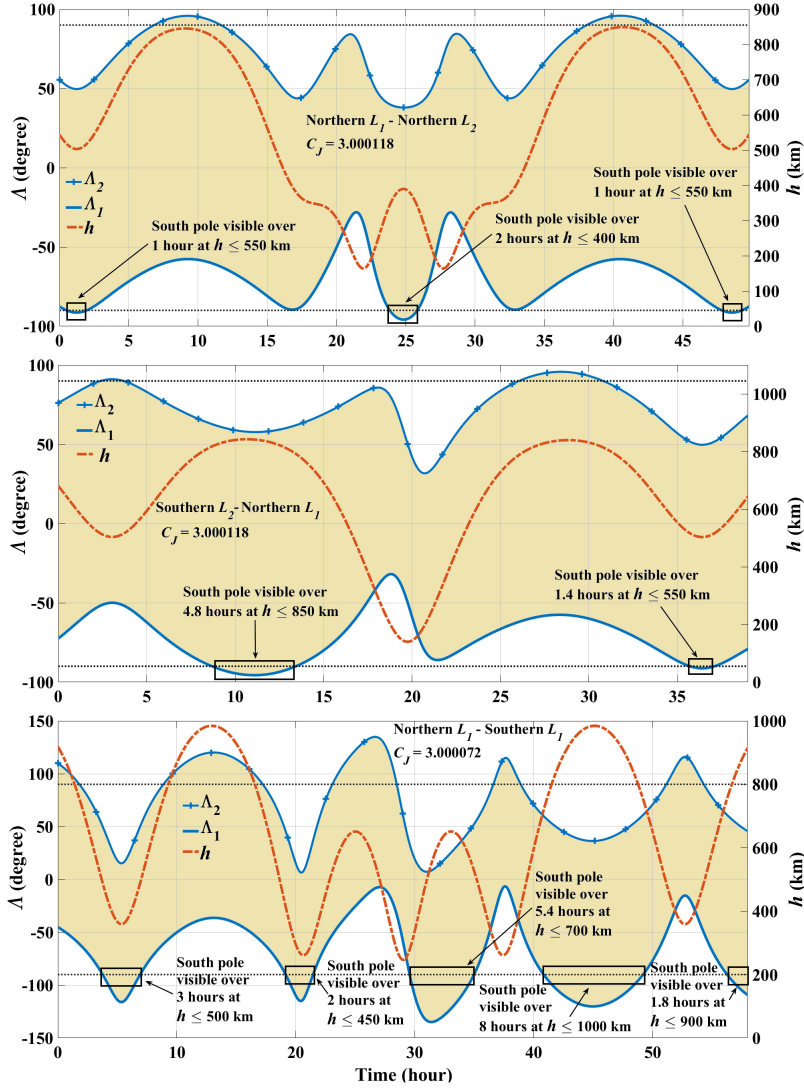 100
50
0
-50
-100
Λ (degree)
900
800
700
600
500
400
300
200
100
0
h (km)
Northern L1 - Northern L2
CJ = 3.000118
Λ2
Λ1
h
South pole visible over
1 hour at h ≤ 550 km
South pole visible over
2 hours at h ≤ 400 km
South pole visible over
1 hour at h ≤ 550 km
0 5 10 15 20 25 30 35 40 45
100
50
0
-50
-100
Λ (degree)
1000
800
600
400
200
0
h (km)
Λ2
Λ1
h
Southern L2 - Northern L1
CJ = 3.000118
South pole visible over
4.8 hours at h ≤ 850 km
South pole visible over
1.4 hours at h ≤ 550 km
0 5 10 15 20 25 30 35
150
100
50
0
-50
-100
-150
Λ (degree)
1000
800
600
400
200
0
h (km)
Northern L1 - Southern L1
CJ = 3.000072
Λ2
Λ1
h
South pole
visible over
3 hours at
h ≤ 500 km
South pole
visible over
2 hours at
h ≤ 450 km
South pole
visible over
5.4 hours at
h ≤ 700 km
South pole
visible over
8 hours at h ≤ 1000 km
South pole
visible over
1.8 hours at
h ≤ 900 km
0 10 20 30 40 50
Time (hour)